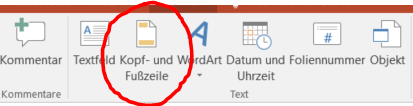 Kommentar Textfeld Kopf- und WordArt Datum und Foliennummer Objekt
Fußzeile Uhrzeit
Kommentare Text